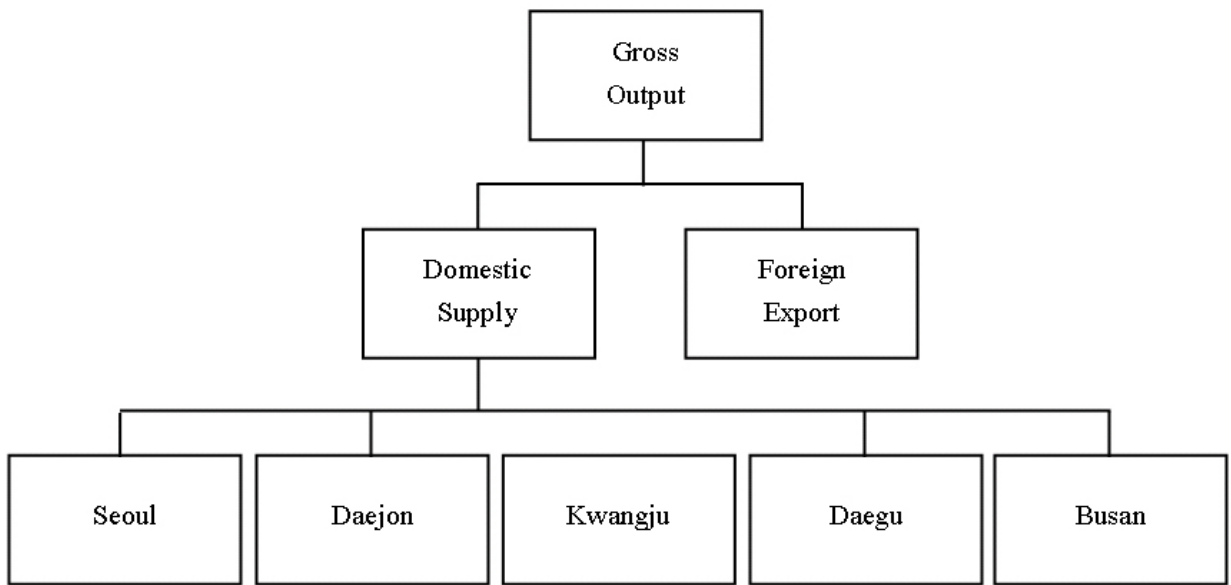 Gross
Output
Domestic
Supply
Foreign
Export
Seoul
Daejon
Kwangju
Daegu
Busan